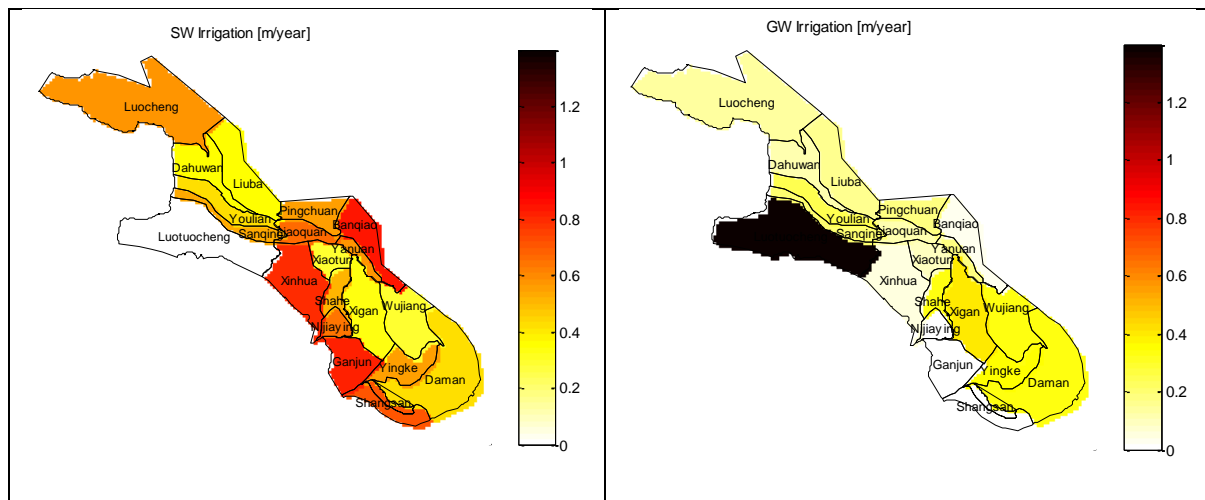 SW Irrigation [m/year]
Luocheng
Dahuwan
Liuba
Youlian
Pingchuan
Banqiao
Luotuocheng
Sanqing
Yanuan
Xiaotun
Xinhua
Shahe
Xigan
Wujiang
Ganjun
Yingke
Daman
Shangsan
1.2
1
0.8
0.6
0.4
0.2
0
GW Irrigation [m/year]
Luocheng
Dahuwan
Liuba
Youlian
Pingchuan
Banqiao
Sanqing
Yanuan
Xiaotun
Xinhua
Shahe
Xigan
Wujiang
Ganjun
Yingke
Daman
Shangsan
1.2
1
0.8
0.6
0.4
0.2
0